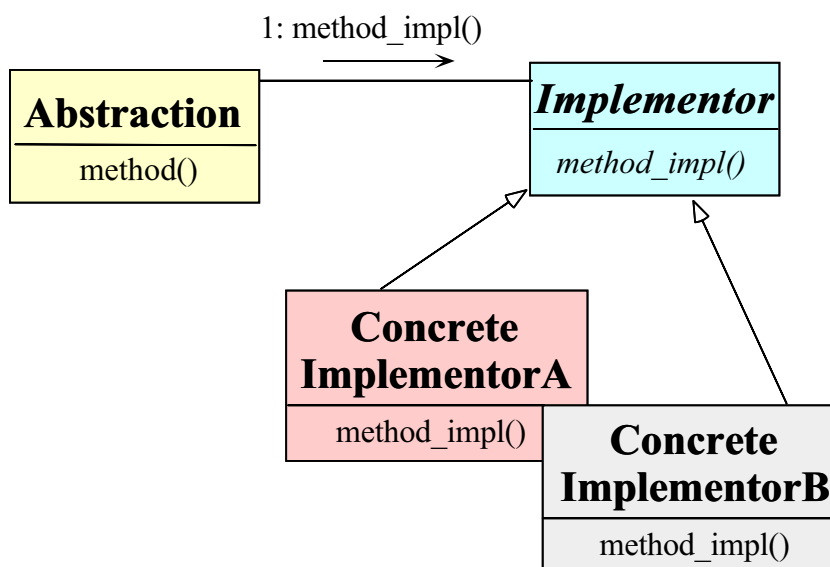 1: method_impl()
Abstraction
method()
Implementor
method_impl()
Concrete
ImplementorA
method_impl()
Concrete
ImplementorB
method_impl()